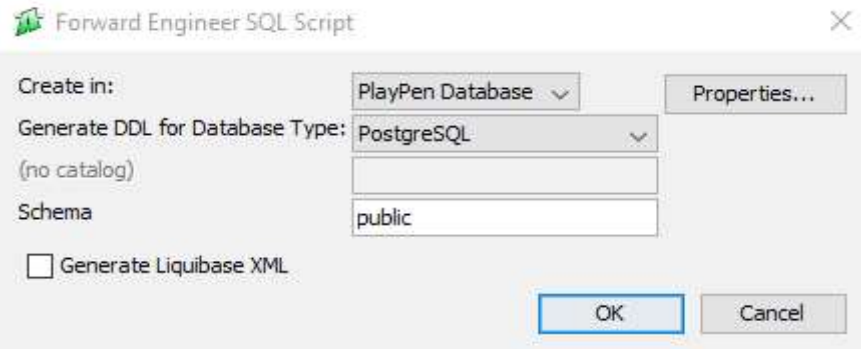 Forward Engineer SQL Script
Create in: PlayPen Database Properties...
Generate DDL for Database Type: PostgreSQL
(no catalog)
Schema public
Generate Liquibase XML
OK Cancel